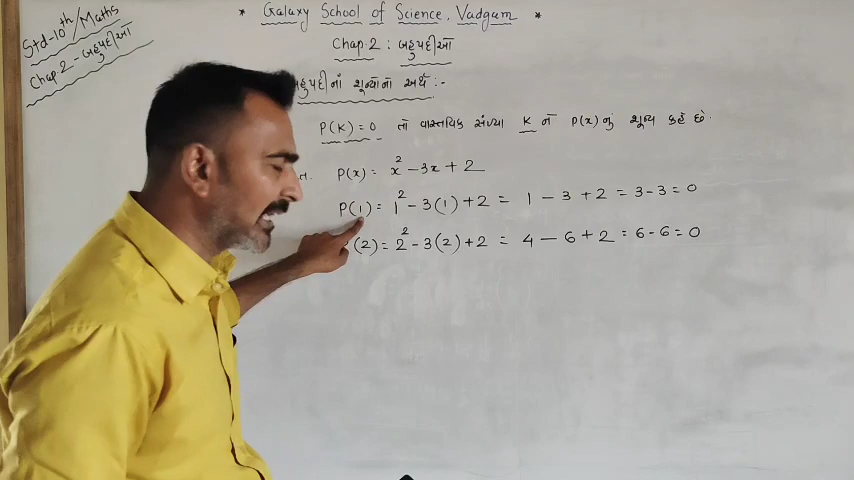 Std-10th/Maths
Chap-2-બહુપદીઓ
* Galaxy School of Science, Vadgam *
Chap. 2 : બહુપદીઓ
બહુપદીનાં શૂન્યોનો અર્થ :-
P(K) = 0 તો વાસ્તવિક સંખ્યા K ને P(x) નું શૂન્ય કહે છે.
P(x) = x² - 3x + 2
P(1) = 1² - 3(1) + 2 = 1 - 3 + 2 = 3 - 3 = 0
(2) = 2² - 3(2) + 2 = 4 - 6 + 2 = 6 - 6 = 0